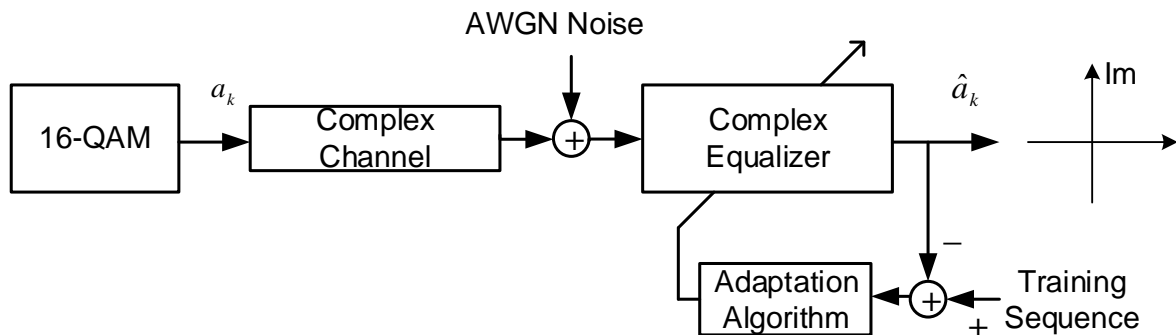 AWGN Noise
Im
a_k
â_k
16-QAM
Complex
Channel
+
Complex
Equalizer
−
Adaptation
Algorithm
+
+
Training
Sequence